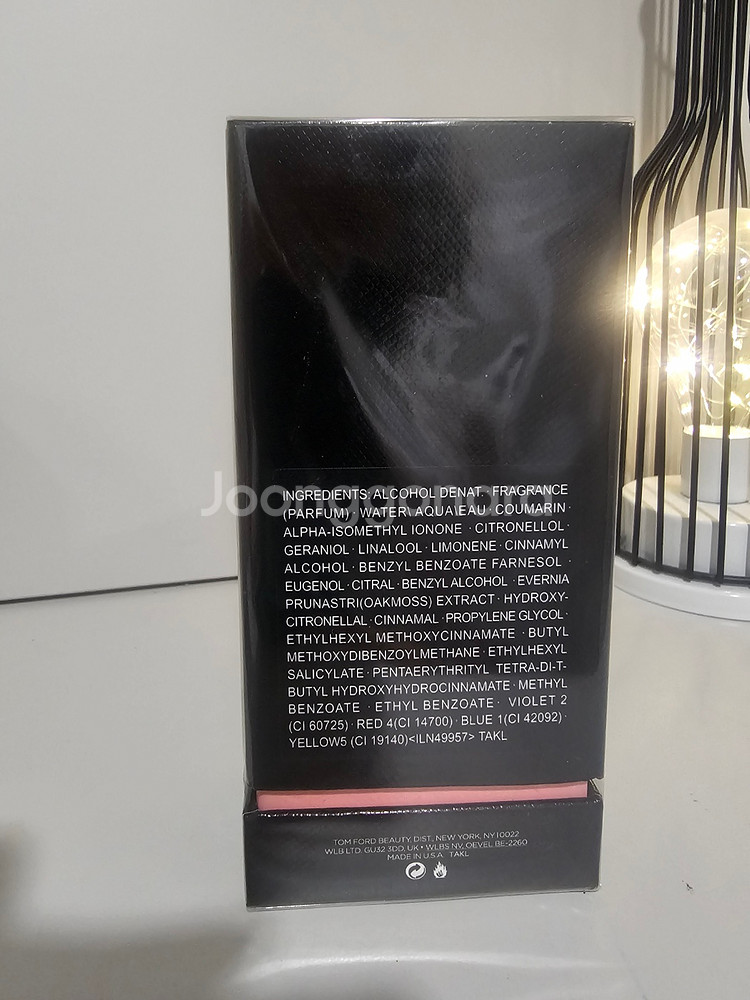 Joonggonara
INGREDIENTS: ALCOHOL DENAT. · FRAGRANCE
(PARFUM) · WATER\AQUA\EAU · COUMARIN ·
ALPHA-ISOMETHYL IONONE · CITRONELLOL ·
GERANIOL · LINALOOL · LIMONENE · CINNAMYL
ALCOHOL · BENZYL BENZOATE FARNESOL ·
EUGENOL · CITRAL · BENZYL ALCOHOL · EVERNIA
PRUNASTRI(OAKMOSS) EXTRACT · HYDROXY-
CITRONELLAL · CINNAMAL · PROPYLENE GLYCOL ·
ETHYLHEXYL METHOXYCINNAMATE · BUTYL
METHOXYDIBENZOYLMETHANE · ETHYLHEXYL
SALICYLATE · PENTAERYTHRITYL TETRA-DI-T-
BUTYL HYDROXYHYDROCINNAMATE · METHYL
BENZOATE · ETHYL BENZOATE · VIOLET 2
(CI 60725) · RED 4(CI 14700) · BLUE 1(CI 42092) ·
YELLOW5 (CI 19140)<ILN49957> TAKL
TOM FORD BEAUTY, DIST., NEW YORK, NY 10022
WLB LTD. GU32 3DD, UK • WLBS NV, OEVEL BE-2260
MADE IN U.S.A. TAKL